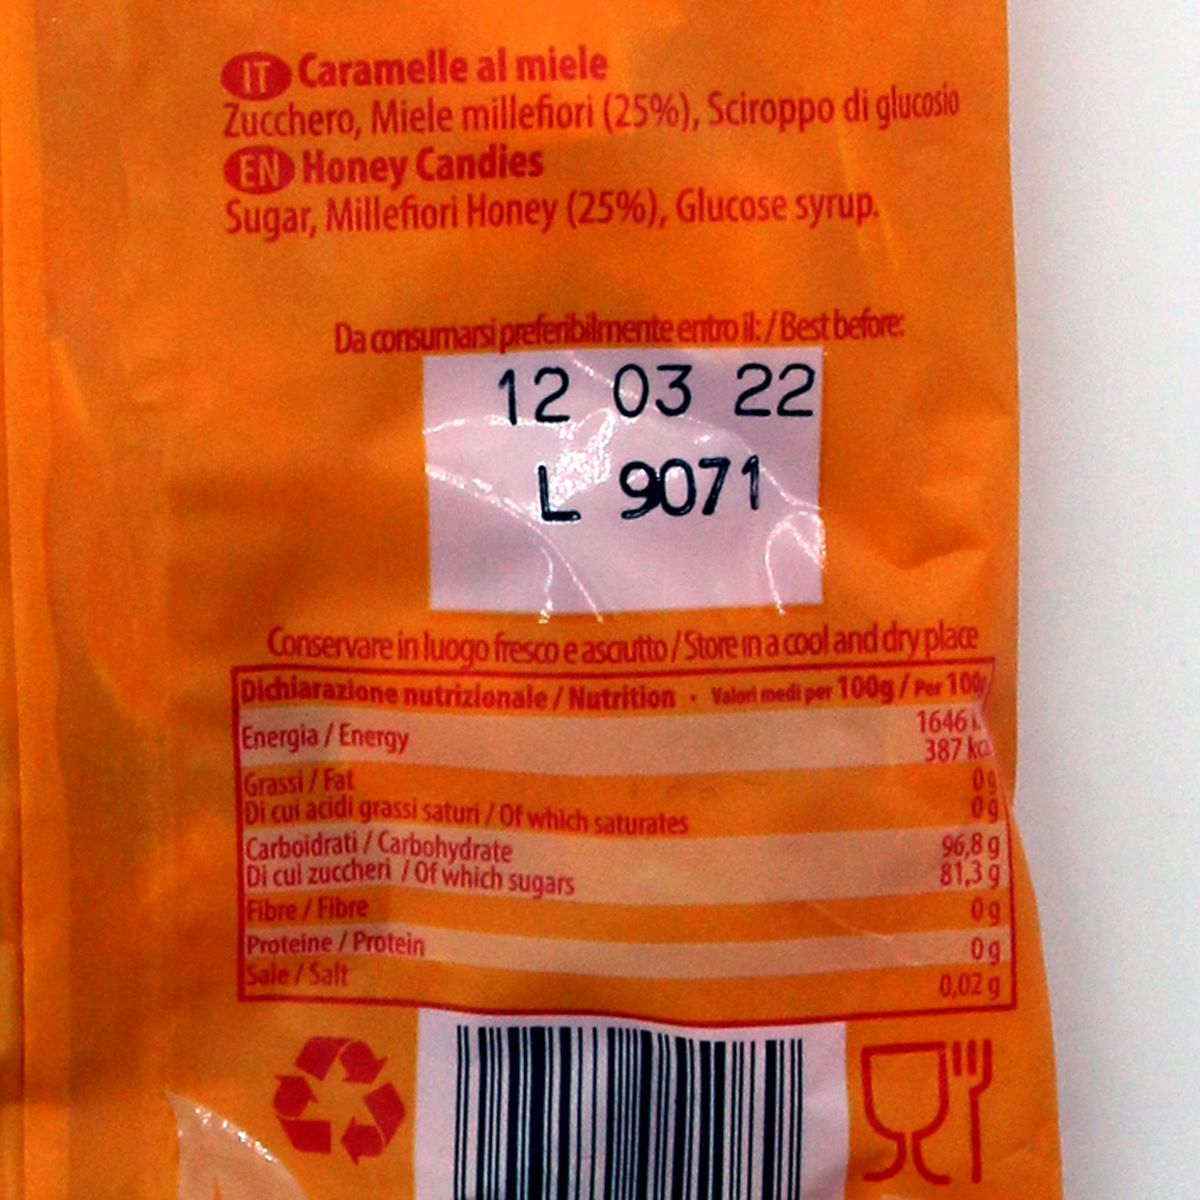 IT Caramelle al miele
Zucchero, Miele millefiori (25%), Sciroppo di glucosio
EN Honey Candies
Sugar, Millefiori Honey (25%), Glucose syrup.
Da consumarsi preferibilmente entro il: / Best before:
12 03 22
L 9071
Conservare in luogo fresco e asciutto / Store in a cool and dry place
Dichiarazione nutrizionale / Nutrition · Valori medi per 100g / Per 100g
Energia / Energy 1646
387 kca
Grassi / Fat 0 g
Di cui acidi grassi saturi / Of which saturates 0 g
Carboidrati / Carbohydrate 96,8 g
Di cui zuccheri / Of which sugars 81,3 g
Fibre / Fibre 0 g
Proteine / Protein 0 g
Sale / Salt 0,02 g